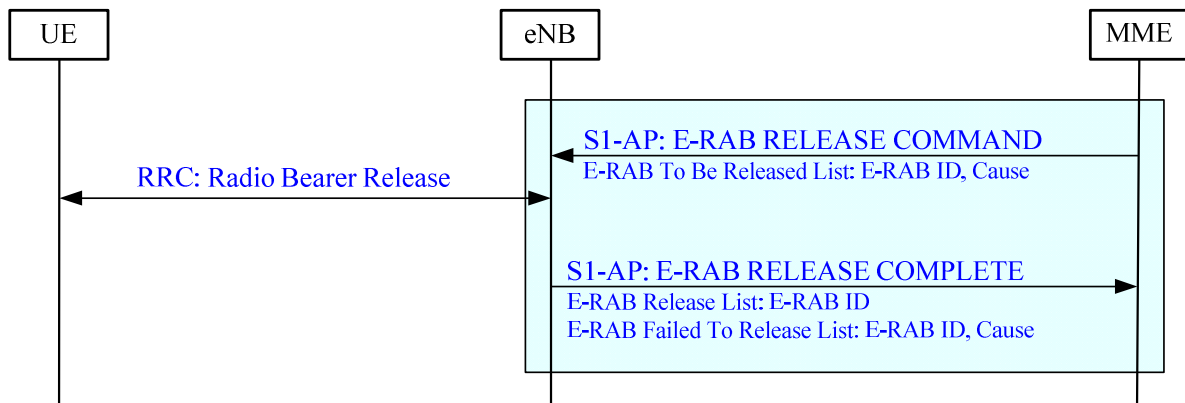 UE
eNB
MME
S1-AP: E-RAB RELEASE COMMAND
E-RAB To Be Released List: E-RAB ID, Cause
RRC: Radio Bearer Release
S1-AP: E-RAB RELEASE COMPLETE
E-RAB Release List: E-RAB ID
E-RAB Failed To Release List: E-RAB ID, Cause